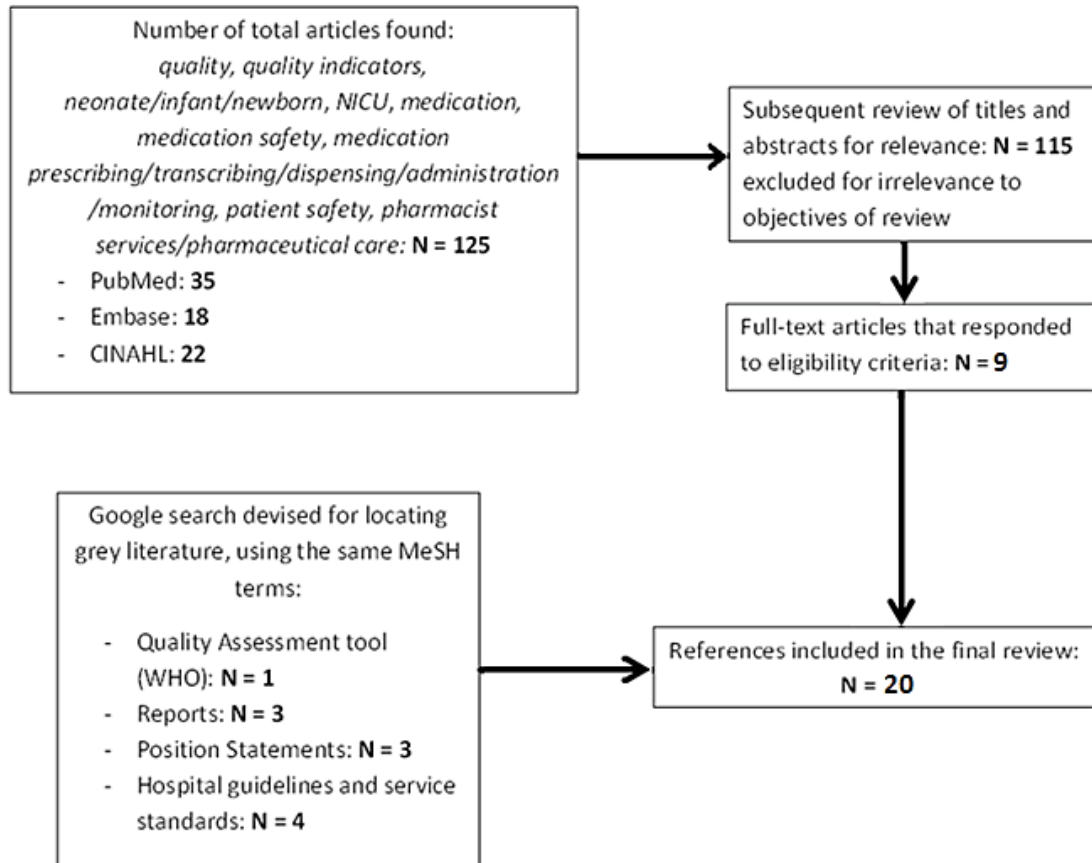 Number of total articles found:
quality, quality indicators,
neonate/infant/newborn, NICU, medication,
medication safety, medication
prescribing/transcribing/dispensing/administration
/monitoring, patient safety, pharmacist
services/pharmaceutical care: N = 125
- PubMed: 35
- Embase: 18
- CINAHL: 22
Subsequent review of titles and
abstracts for relevance: N = 115
excluded for irrelevance to
objectives of review
Full-text articles that responded
to eligibility criteria: N = 9
Google search devised for locating
grey literature, using the same MeSH
terms:
- Quality Assessment tool
(WHO): N = 1
- Reports: N = 3
- Position Statements: N = 3
- Hospital guidelines and service
standards: N = 4
References included in the final review:
N = 20